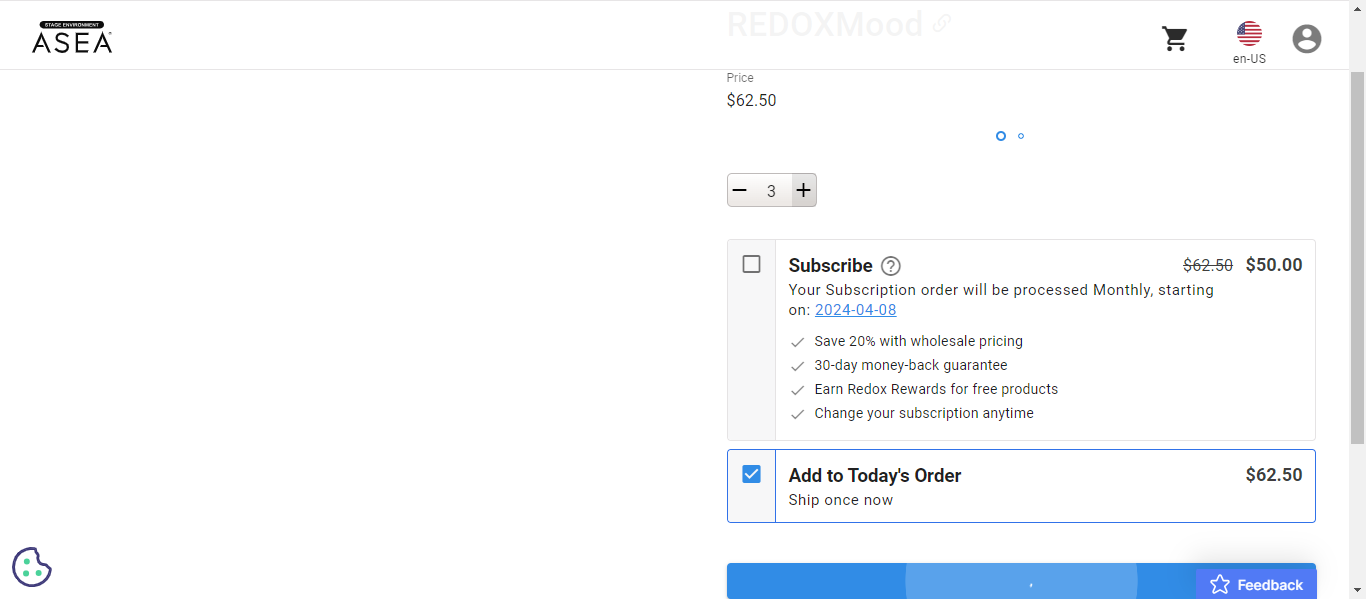 STAGE ENVIRONMENT
ASEA
REDOXMood
en-US
Price
$62.50
3
Subscribe ? $62.50 $50.00
Your Subscription order will be processed Monthly, starting
on: 2024-04-08
Save 20% with wholesale pricing
30-day money-back guarantee
Earn Redox Rewards for free products
Change your subscription anytime
Add to Today's Order $62.50
Ship once now
Feedback